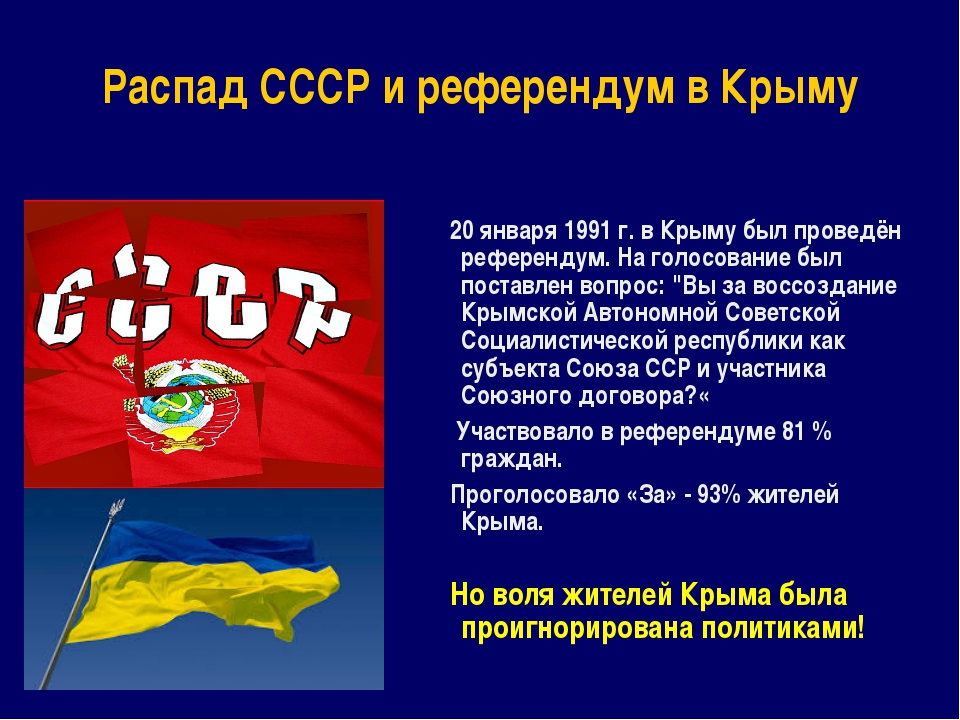 Распад СССР и референдум в Крыму
СССР
20 января 1991 г. в Крыму был проведён
референдум. На голосование был
поставлен вопрос: "Вы за воссоздание
Крымской Автономной Советской
Социалистической республики как
субъекта Союза ССР и участника
Союзного договора?«
Участвовало в референдуме 81 %
граждан.
Проголосовало «За» - 93% жителей
Крыма.
Но воля жителей Крыма была
проигнорирована политиками!